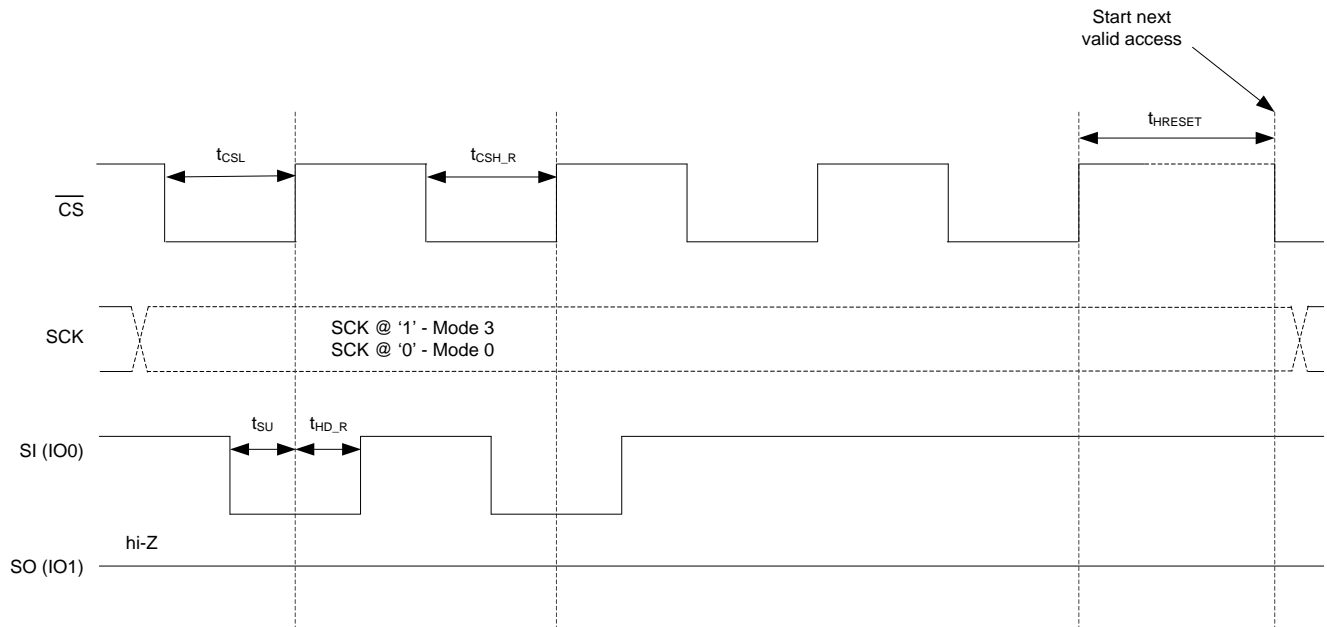 Start next
valid access
tHRESET
tCSL
tCSH_R
CS
SCK
SCK @ '1' - Mode 3
SCK @ '0' - Mode 0
tSU
tHD_R
SI (IO0)
hi-Z
SO (IO1)